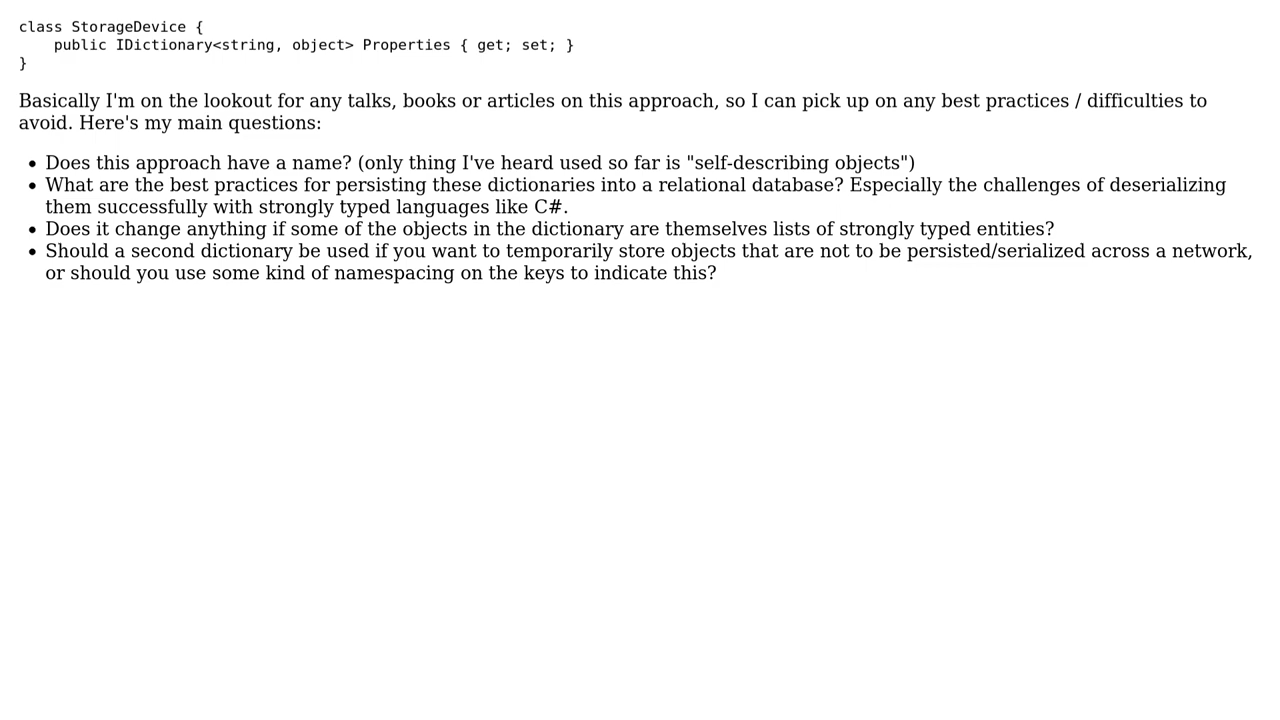 class StorageDevice {
    public IDictionary<string, object> Properties { get; set; }
}
Basically I'm on the lookout for any talks, books or articles on this approach, so I can pick up on any best practices / difficulties to
avoid. Here's my main questions:
• Does this approach have a name? (only thing I've heard used so far is "self-describing objects")
• What are the best practices for persisting these dictionaries into a relational database? Especially the challenges of deserializing
them successfully with strongly typed languages like C#.
• Does it change anything if some of the objects in the dictionary are themselves lists of strongly typed entities?
• Should a second dictionary be used if you want to temporarily store objects that are not to be persisted/serialized across a network,
or should you use some kind of namespacing on the keys to indicate this?